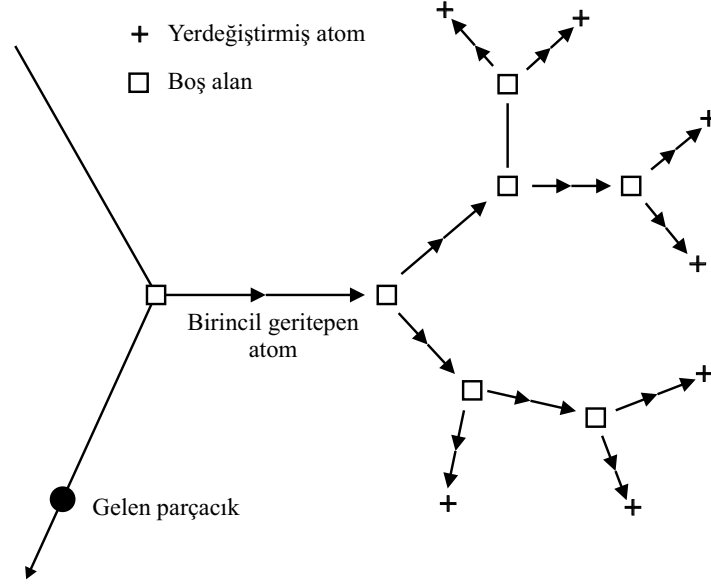 Yerdeğiştirmiş atom
Boş alan
Birincil geritepen
atom
Gelen parçacık